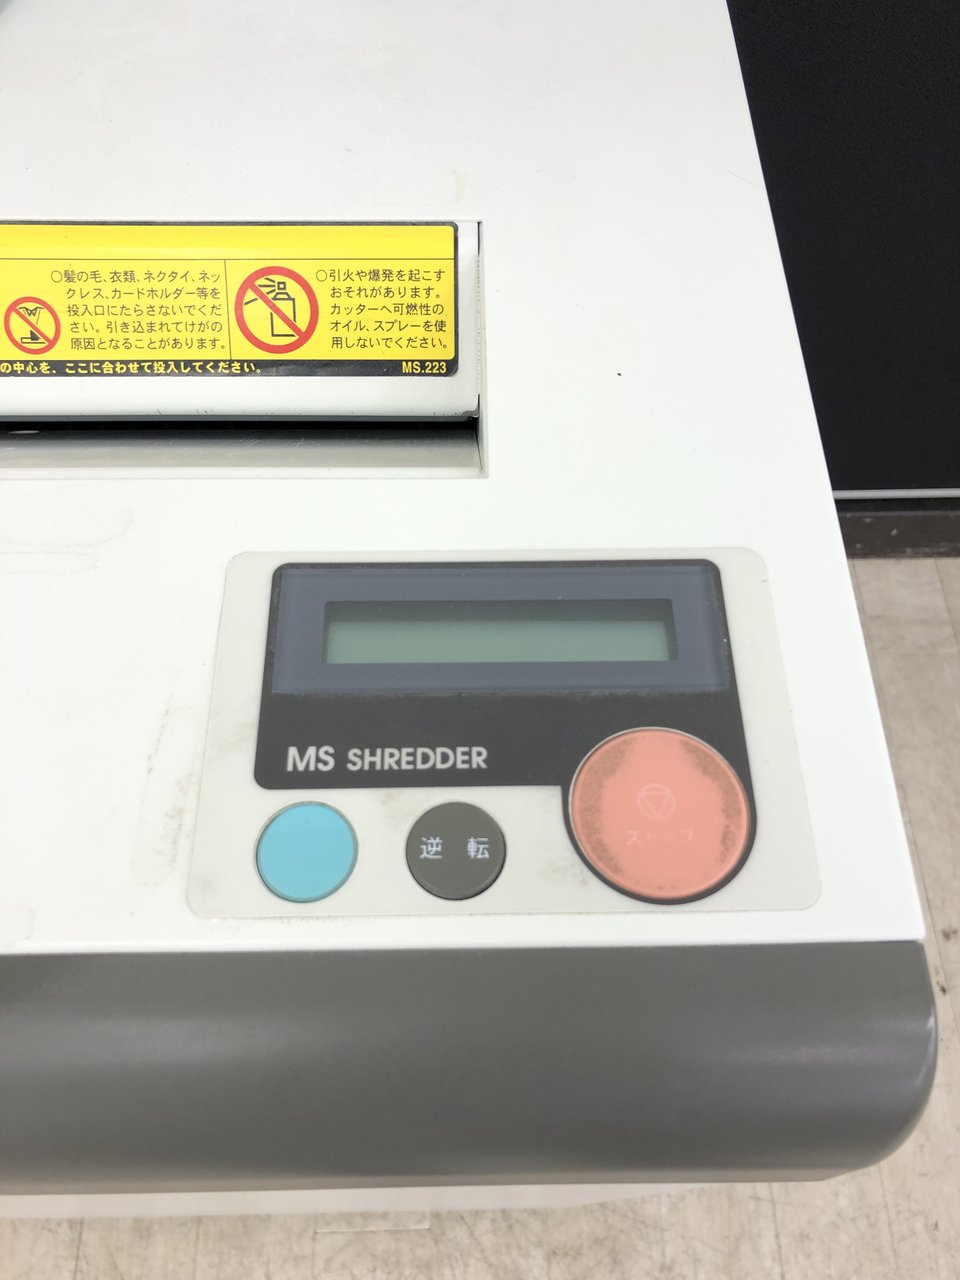 ○髪の毛、衣類、ネクタイ、ネッ
クレス、カードホルダー等を
投入口にたらさないでくだ
さい。引き込まれてけがの
原因となることがあります。
○引火や爆発を起こす
おそれがあります。
カッターへ可燃性の
オイル、スプレーを使
用しないでください。
の中心を、ここに合わせて投入してください。
MS.223
MS SHREDDER
逆 転
ストップ